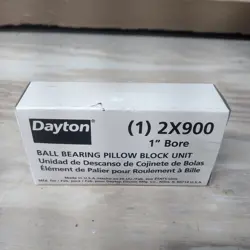 Dayton®
(1) 2X900
1" Bore
BALL BEARING PILLOW BLOCK UNIT
Unidad de Descanso de Cojinete de Bolas
Élément de Palier pour Roulement à Bille